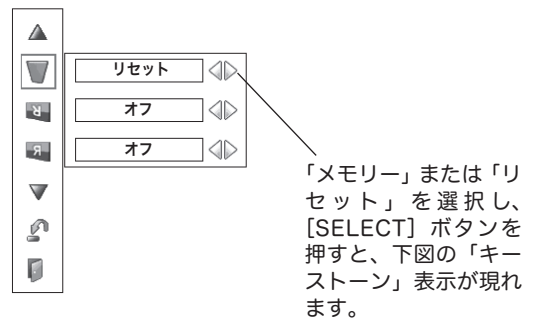 リセット
オフ
オフ
「メモリー」または「リ
セット」を選択し、
［SELECT］ボタンを
押すと、下図の「キー
ストーン」表示が現れ
ます。